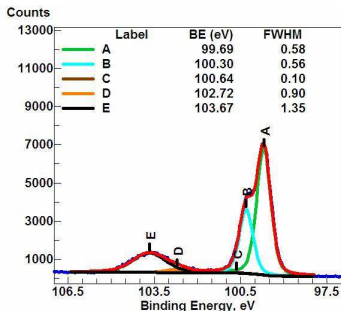 Counts
Label BE (eV) FWHM
A 99.69 0.58
B 100.30 0.56
C 100.64 0.10
D 102.72 0.90
E 103.67 1.35
13000
11000
9000
7000
5000
3000
1000
A
B
C
D
E
106.5 103.5 100.5 97.5
Binding Energy, eV